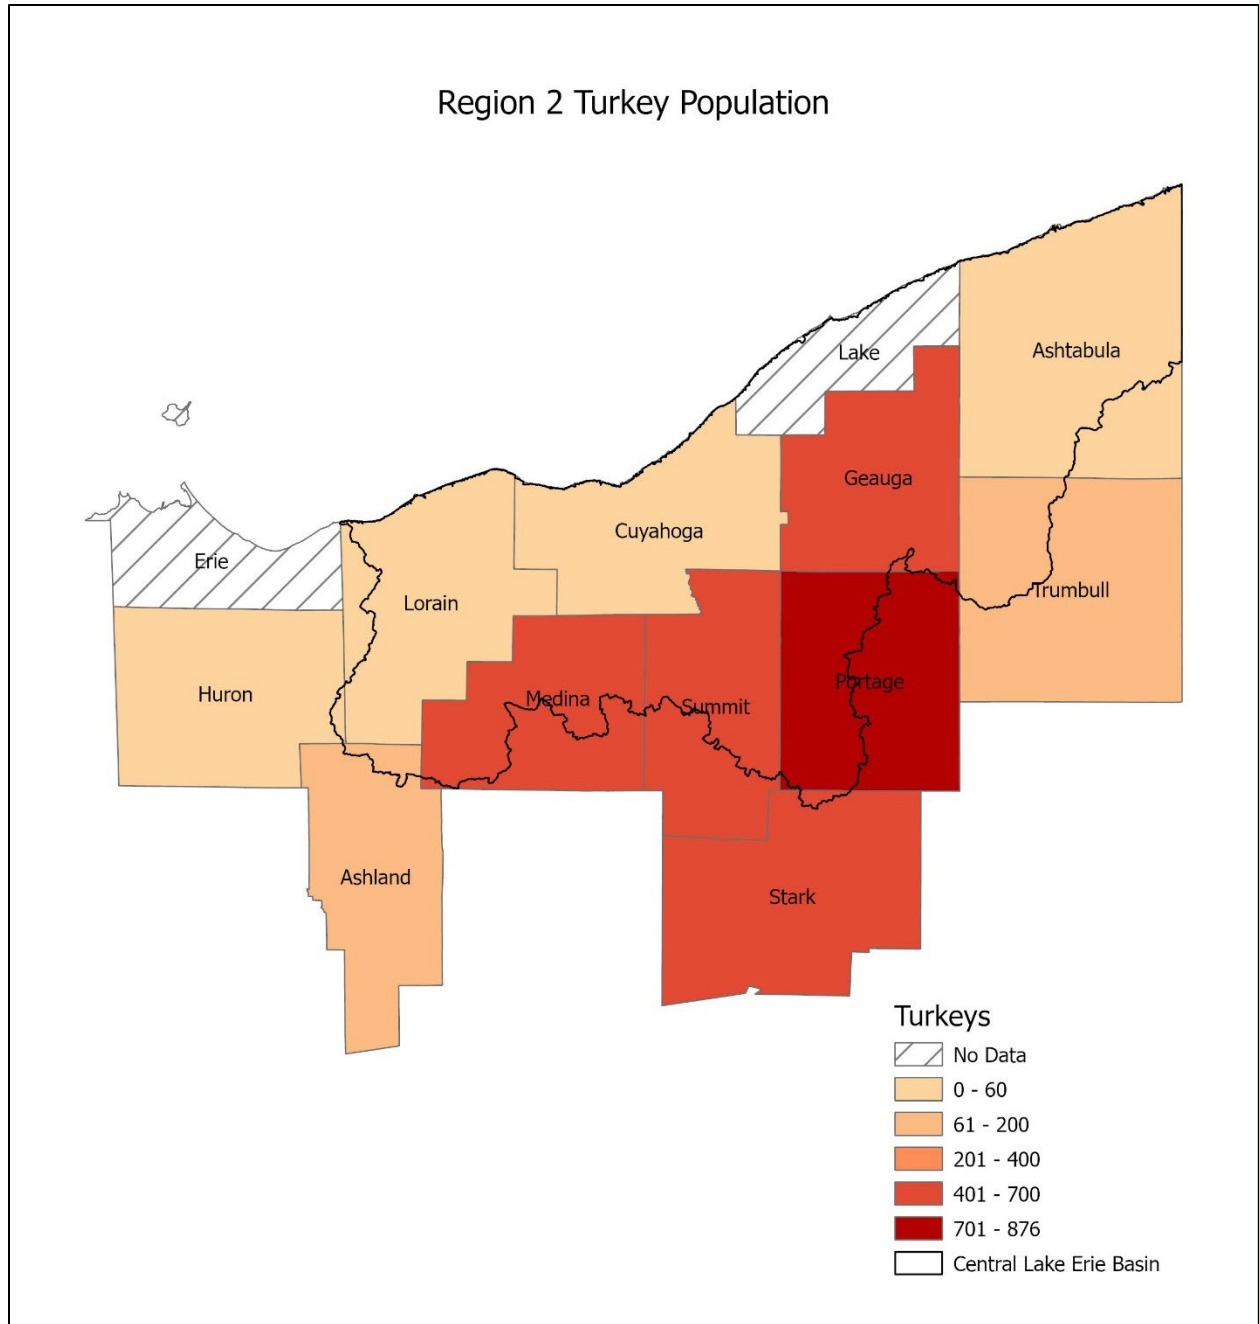 Region 2 Turkey Population
Lake
Ashtabula
Geauga
Cuyahoga
Erie
Trumbull
Lorain
Portage
Huron
Medina
Summit
Ashland
Stark
Turkeys
No Data
0 - 60
61 - 200
201 - 400
401 - 700
701 - 876
Central Lake Erie Basin